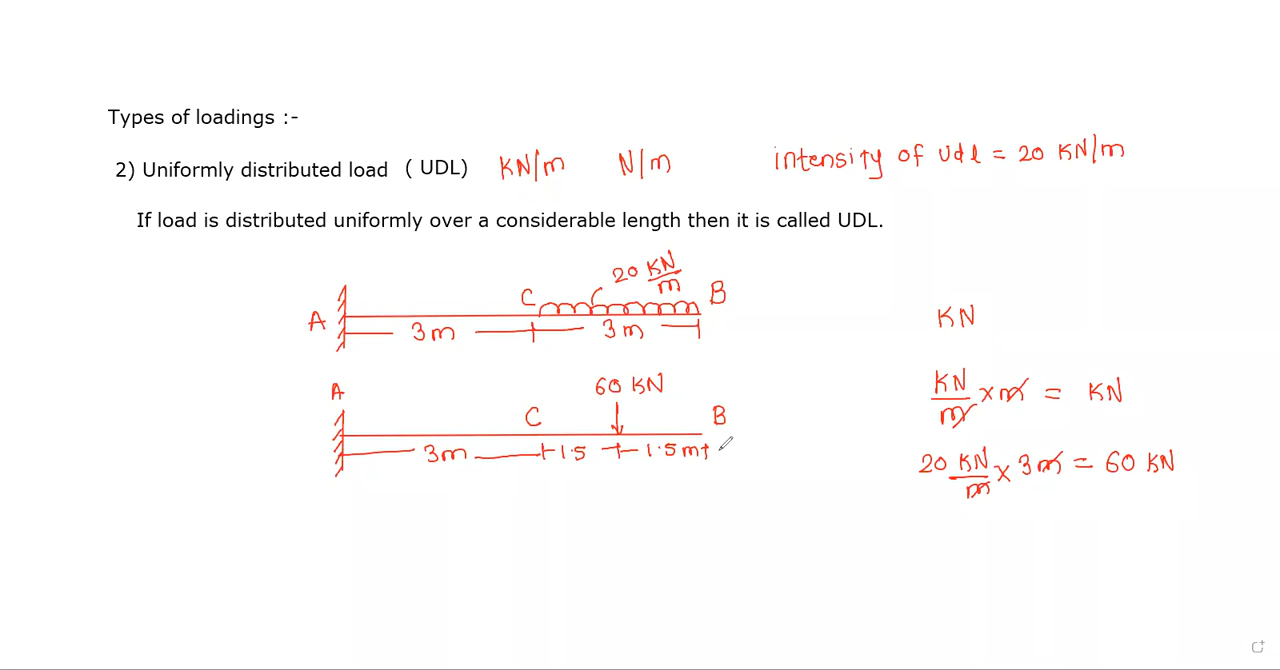 Types of loadings :-
2) Uniformly distributed load ( UDL) KN/m N/m intensity of udl = 20 KN/m
If load is distributed uniformly over a considerable length then it is called UDL.
20 KN/m
C B
A
3m 3m
KN
A
60 KN
KN/m × m = KN
C B
3m 1.5 1.5m
20 KN/m × 3m = 60 KN